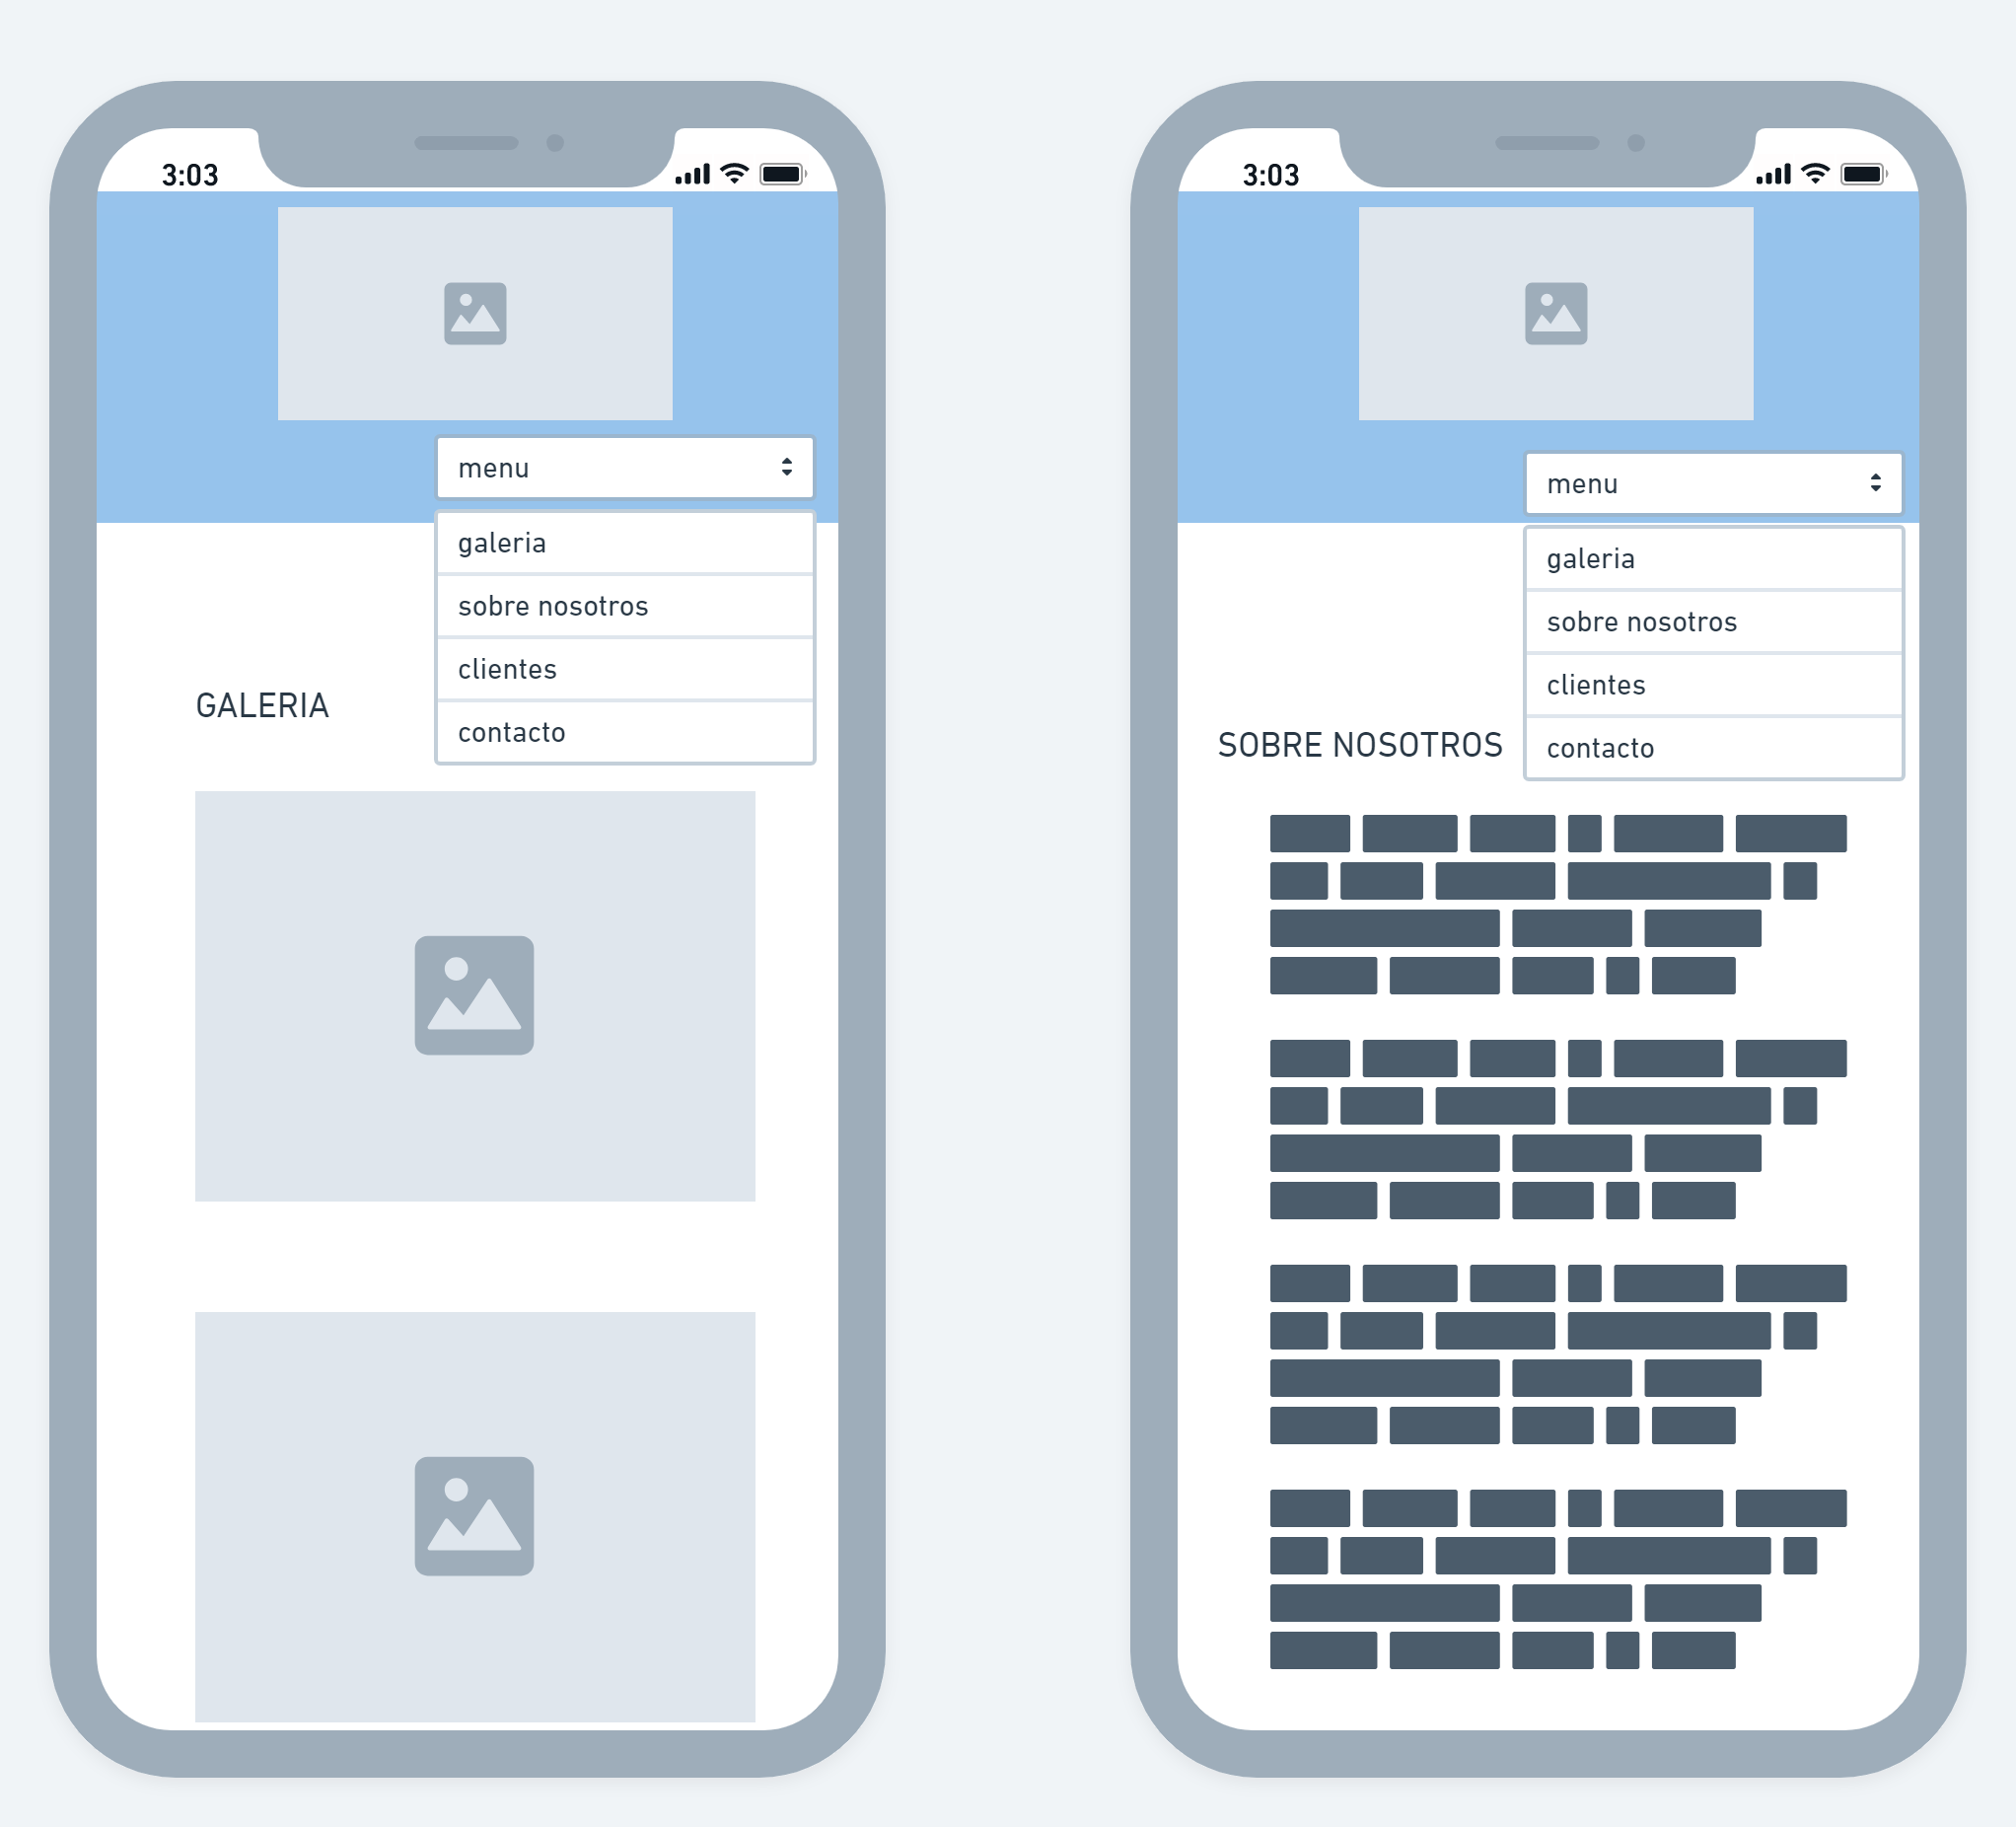 3:03
menu
galeria
sobre nosotros
clientes
contacto
GALERIA
3:03
menu
galeria
sobre nosotros
clientes
contacto
SOBRE NOSOTROS